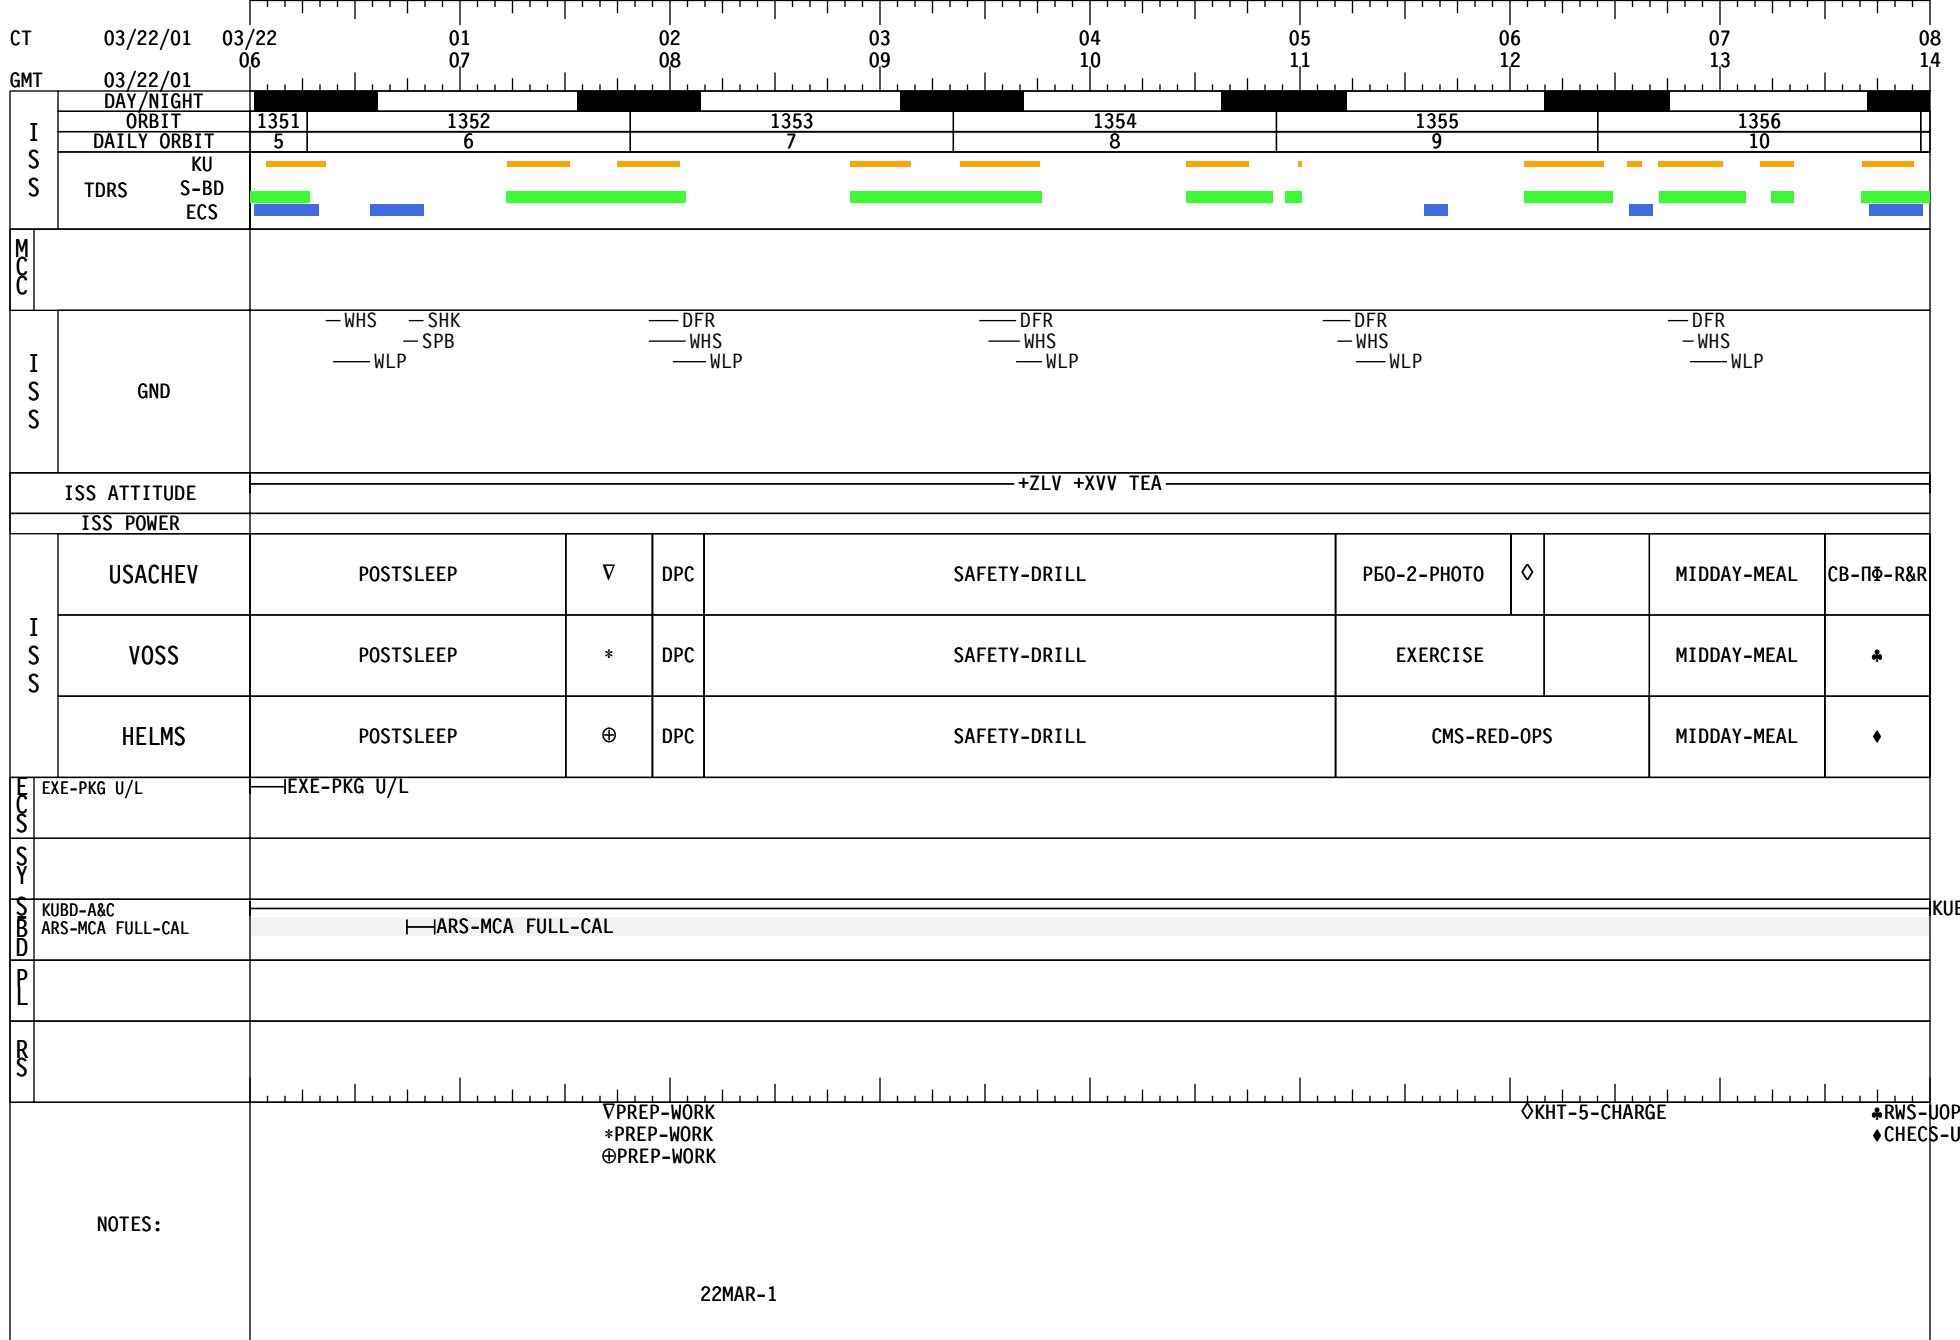 CT 03/22/01 03/22 01 02 03 04 05 06 07 08
06 07 08 09 10 11 12 13 14
GMT 03/22/01
DAY/NIGHT
ORBIT 1351 1352 1353 1354 1355 1356
DAILY ORBIT 5 6 7 8 9 10
ISS
TDRS
KU
S-BD
ECS
MCC
ISS
GND
WHS SHK DFR DFR DFR DFR
SPB WHS WHS WHS WHS
WLP WLP WLP WLP WLP
ISS ATTITUDE +ZLV +XVV TEA
ISS POWER
ISS
USACHEV POSTSLEEP ∇ DPC SAFETY-DRILL РБО-2-PHOTO ◊ MIDDAY-MEAL СВ-ПФ-R&R
VOSS POSTSLEEP * DPC SAFETY-DRILL EXERCISE MIDDAY-MEAL ♣
HELMS POSTSLEEP ⊕ DPC SAFETY-DRILL CMS-RED-OPS MIDDAY-MEAL ♦
ECS
EXE-PKG U/L EXE-PKG U/L
SY
SBD
KUBD-A&C KUB
ARS-MCA FULL-CAL ARS-MCA FULL-CAL
PL
RS
∇PREP-WORK ◊KHT-5-CHARGE ♣RWS-UOP
*PREP-WORK ♦CHECS-U
⊕PREP-WORK
NOTES:
22MAR-1